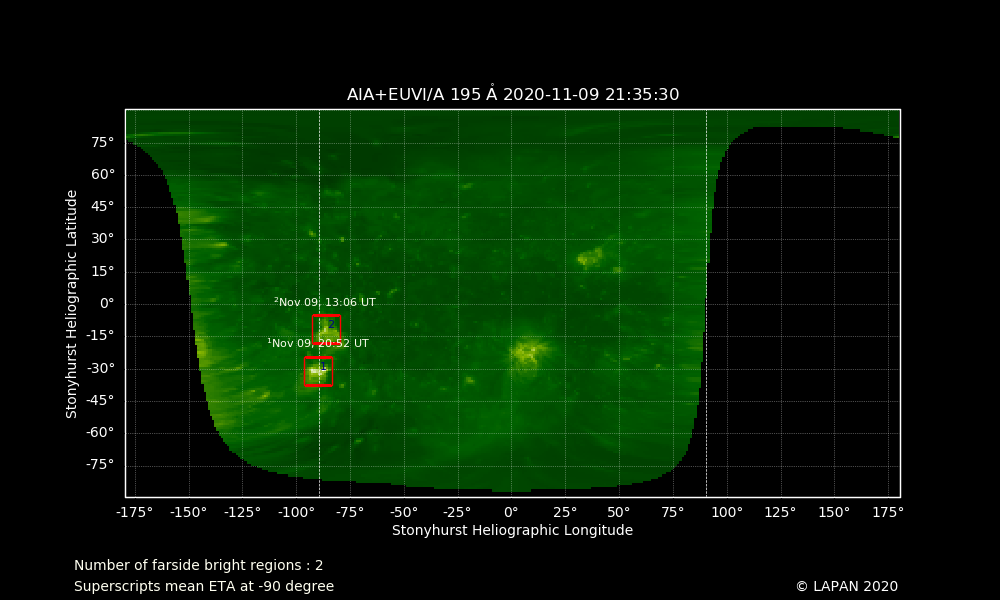 AIA+EUVI/A 195 Å 2020-11-09 21:35:30
Stonyhurst Heliographic Latitude
75°
60°
45°
30°
15°
0°
-15°
-30°
-45°
-60°
-75°
²Nov 09, 13:06 UT
2
¹Nov 09, 20:52 UT
1
-175° -150° -125° -100° -75° -50° -25° 0° 25° 50° 75° 100° 125° 150° 175°
Stonyhurst Heliographic Longitude
Number of farside bright regions : 2
Superscripts mean ETA at -90 degree
© LAPAN 2020